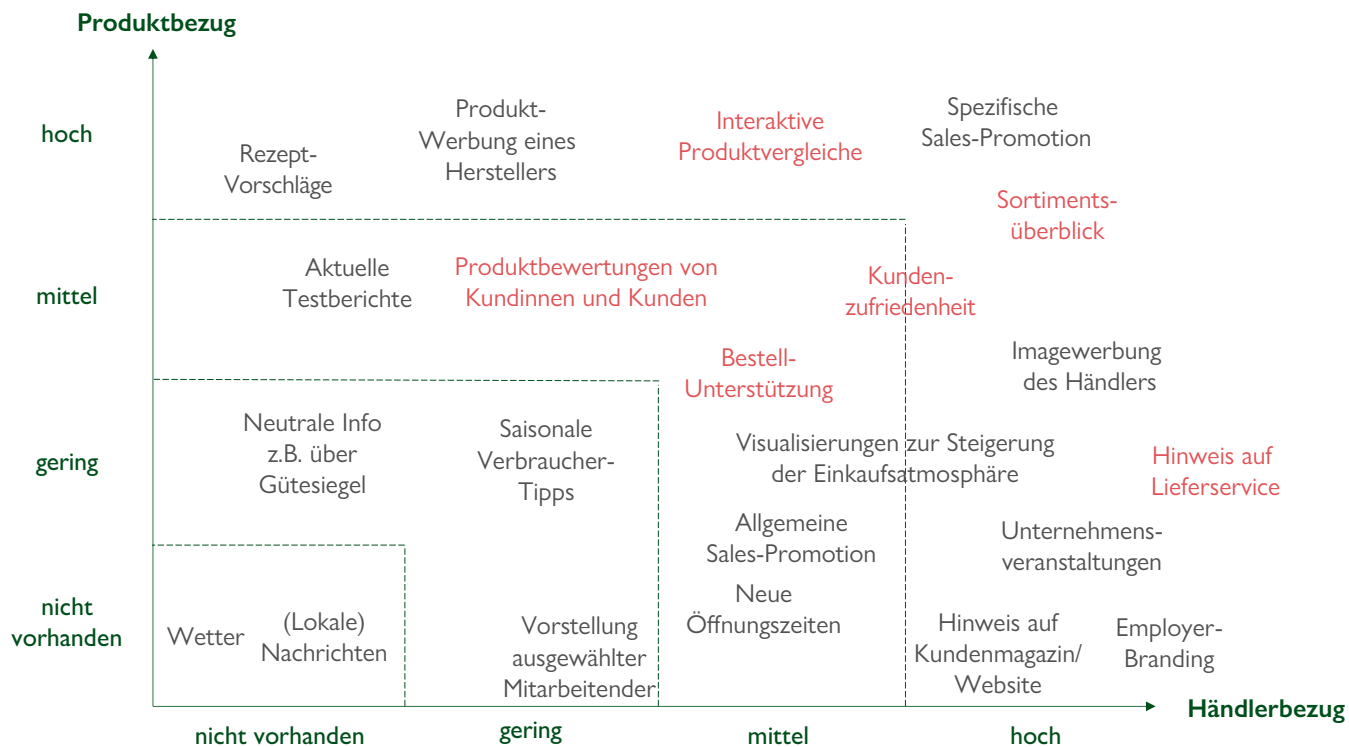 Produktbezug
hoch
Rezept-
Vorschläge
Produkt-
Werbung eines
Herstellers
Interaktive
Produktvergleiche
Spezifische
Sales-Promotion
Sortiments-
überblick
mittel
Aktuelle
Testberichte
Produktbewertungen von
Kundinnen und Kunden
Kunden-
zufriedenheit
Bestell-
Unterstützung
Imagewerbung
des Händlers
gering
Neutrale Info
z.B. über
Gütesiegel
Saisonale
Verbraucher-
Tipps
Visualisierungen zur Steigerung
der Einkaufsatmosphäre
Hinweis auf
Lieferservice
Allgemeine
Sales-Promotion
Unternehmens-
veranstaltungen
nicht
vorhanden
Wetter
(Lokale)
Nachrichten
Vorstellung
ausgewählter
Mitarbeitender
Neue
Öffnungszeiten
Hinweis auf
Kundenmagazin/
Website
Employer-
Branding
Händlerbezug
nicht vorhanden
gering
mittel
hoch